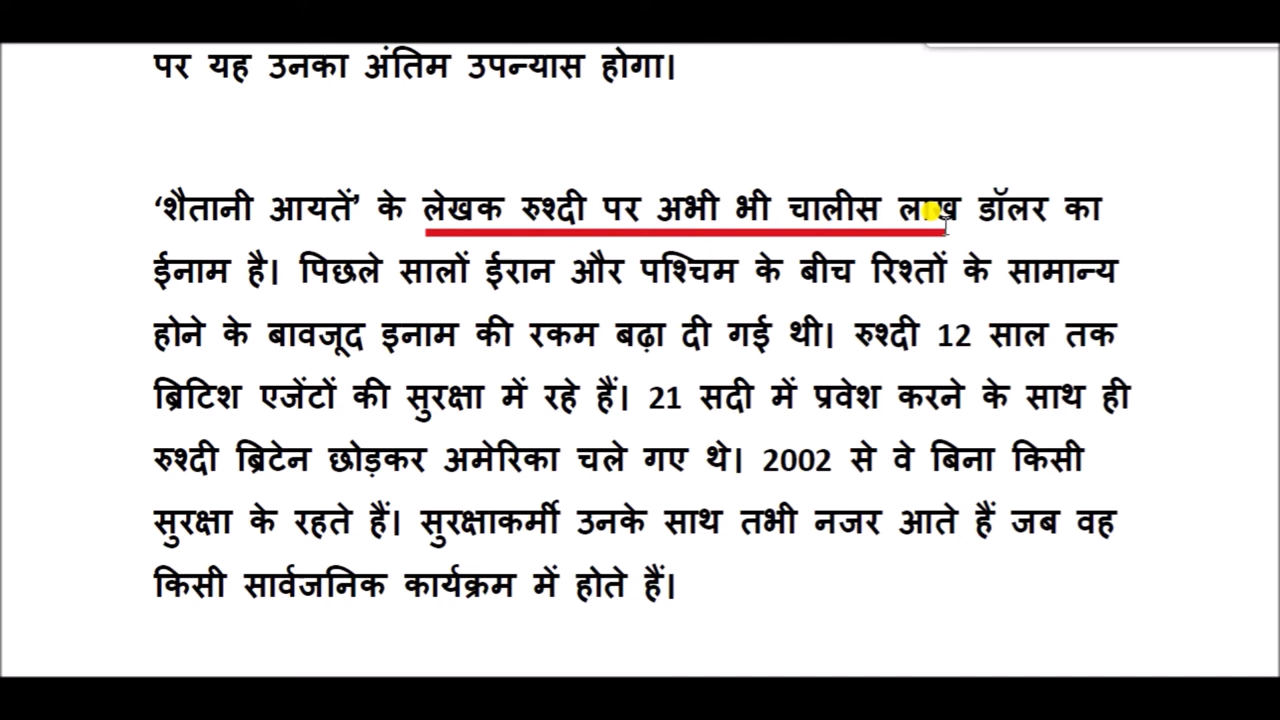 पर यह उनका अंतिम उपन्यास होगा।
‘शैतानी आयतें’ के लेखक रुश्दी पर अभी भी चालीस लाख डॉलर का
ईनाम है। पिछले सालों ईरान और पश्चिम के बीच रिश्तों के सामान्य
होने के बावजूद इनाम की रकम बढ़ा दी गई थी। रुश्दी 12 साल तक
ब्रिटिश एजेंटों की सुरक्षा में रहे हैं। 21 सदी में प्रवेश करने के साथ ही
रुश्दी ब्रिटेन छोड़कर अमेरिका चले गए थे। 2002 से वे बिना किसी
सुरक्षा के रहते हैं। सुरक्षाकर्मी उनके साथ तभी नजर आते हैं जब वह
किसी सार्वजनिक कार्यक्रम में होते हैं।